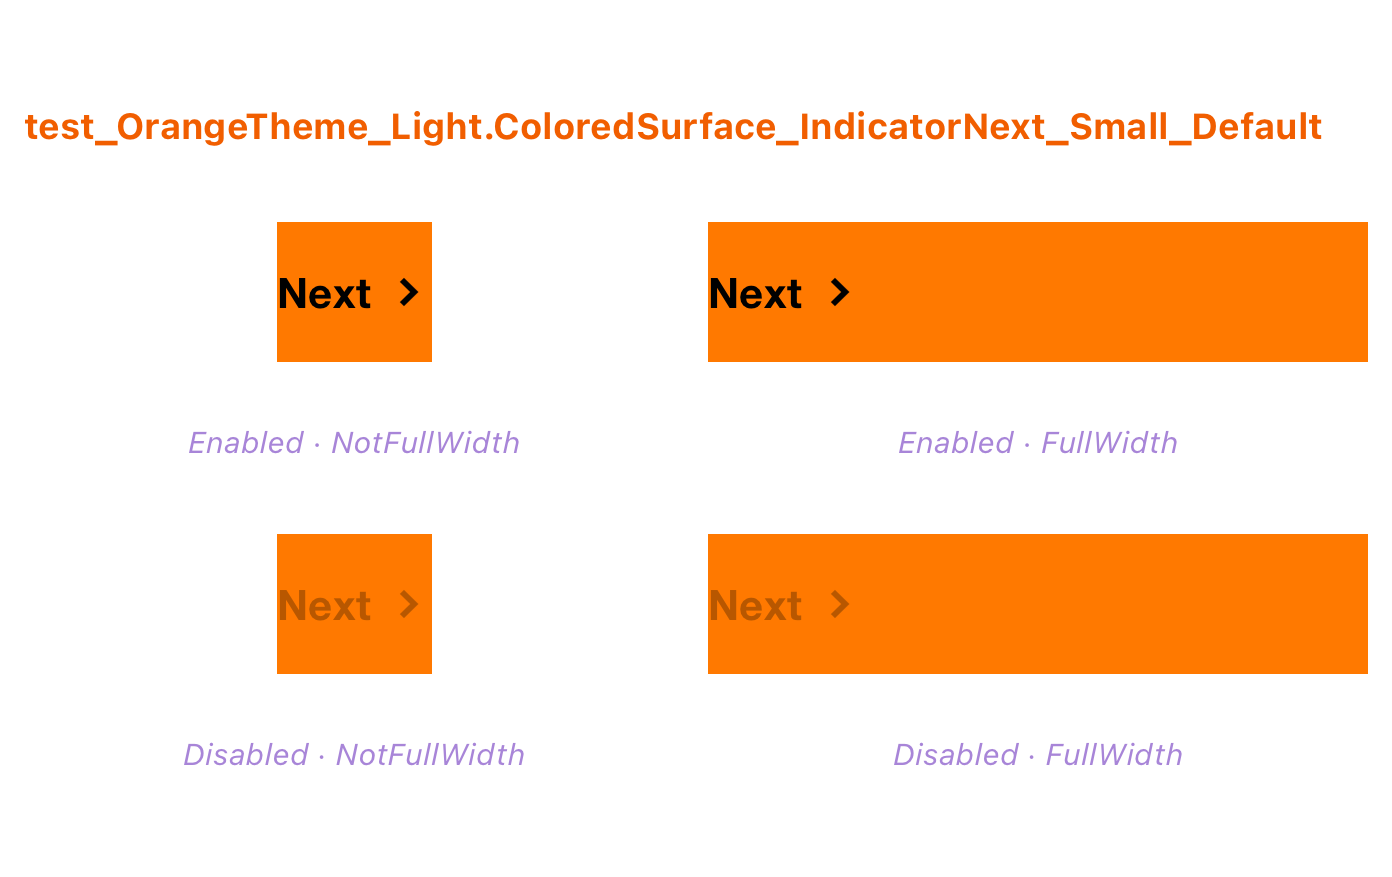 test_OrangeTheme_Light.ColoredSurface_IndicatorNext_Small_Default
Next
Next
Enabled · NotFullWidth
Enabled · FullWidth
Next
Next
Disabled · NotFullWidth
Disabled · FullWidth